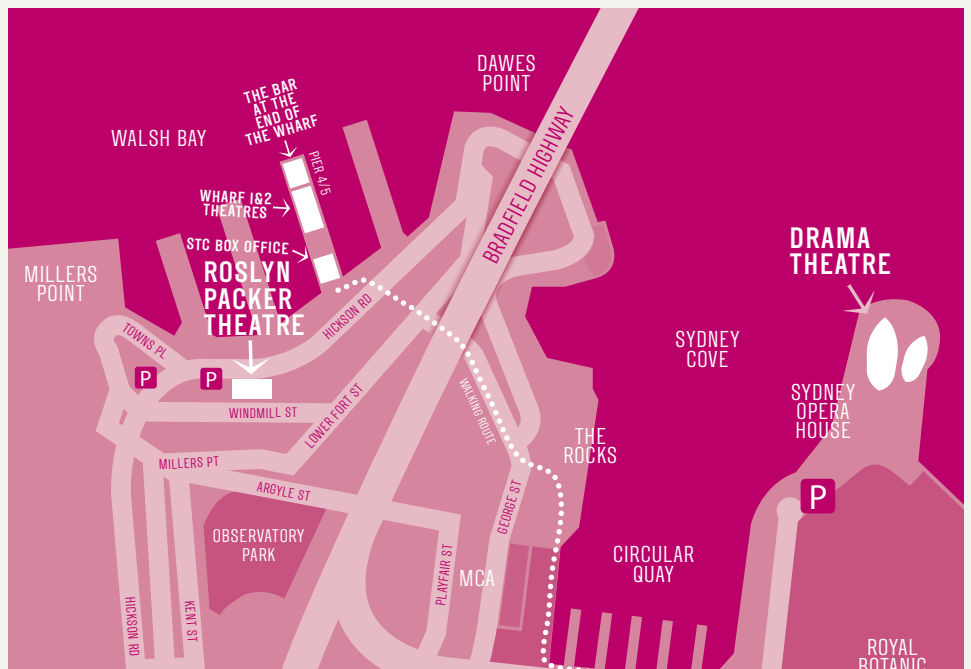 DAWES
POINT
THE BAR
AT THE
END OF
THE WHARF
WALSH BAY
PIER 4/5
BRADFIELD HIGHWAY
WHARF 1&2
THEATRES
STC BOX OFFICE
DRAMA
THEATRE
MILLERS
POINT
ROSLYN
PACKER
THEATRE
HICKSON RD
TOWNS PL
SYDNEY
COVE
P
P
WINDMILL ST
LOWER FORT ST
WALKING ROUTE
SYDNEY
OPERA
HOUSE
THE
ROCKS
MILLERS PT
ARGYLE ST
GEORGE ST
P
OBSERVATORY
PARK
CIRCULAR
QUAY
PLAYFAIR ST
MCA
HICKSON RD
KENT ST
ROYAL
BOTANIC